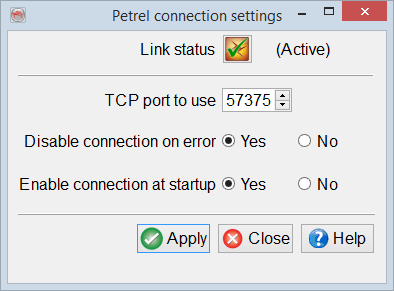 Petrel connection settings
Link status (Active)
TCP port to use 57375
Disable connection on error Yes No
Enable connection at startup Yes No
Apply Close Help